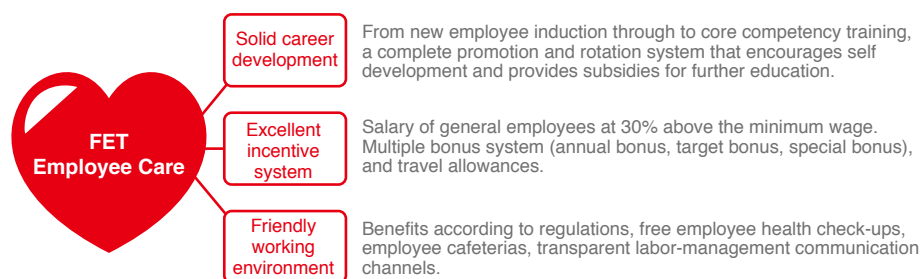 FET
Employee Care
Solid career
development
From new employee induction through to core competency training,
a complete promotion and rotation system that encourages self
development and provides subsidies for further education.
Excellent
incentive
system
Salary of general employees at 30% above the minimum wage.
Multiple bonus system (annual bonus, target bonus, special bonus),
and travel allowances.
Friendly
working
environment
Benefits according to regulations, free employee health check-ups,
employee cafeterias, transparent labor-management communication
channels.